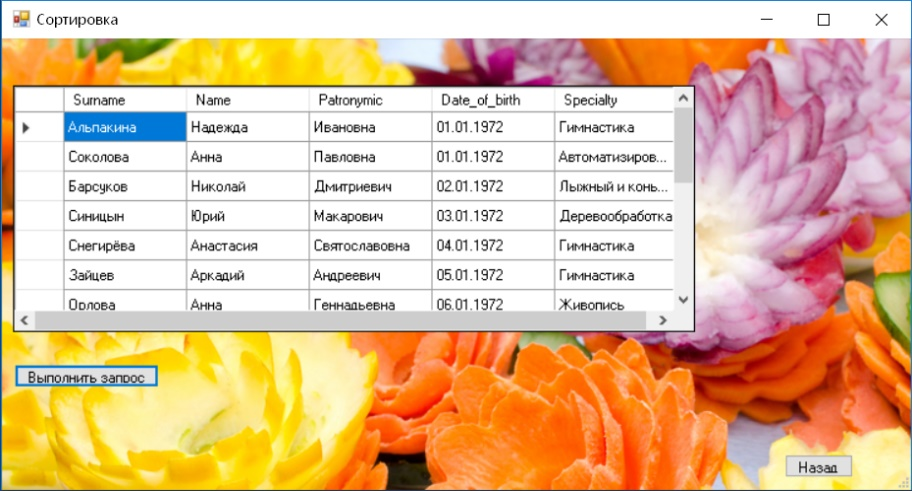 Сортировка
Surname Name Patronymic Date_of_birth Specialty
Альпакина Надежда Ивановна 01.01.1972 Гимнастика
Соколова Анна Павловна 01.01.1972 Автоматизиров...
Барсуков Николай Дмитриевич 02.01.1972 Лыжный и конь...
Синицын Юрий Макарович 03.01.1972 Деревообработка
Снегирёва Анастасия Святославовна 04.01.1972 Гимнастика
Зайцев Аркадий Андреевич 05.01.1972 Гимнастика
Орлова Анна Геннадьевна 06.01.1972 Живопись
Выполнить запрос
Назад